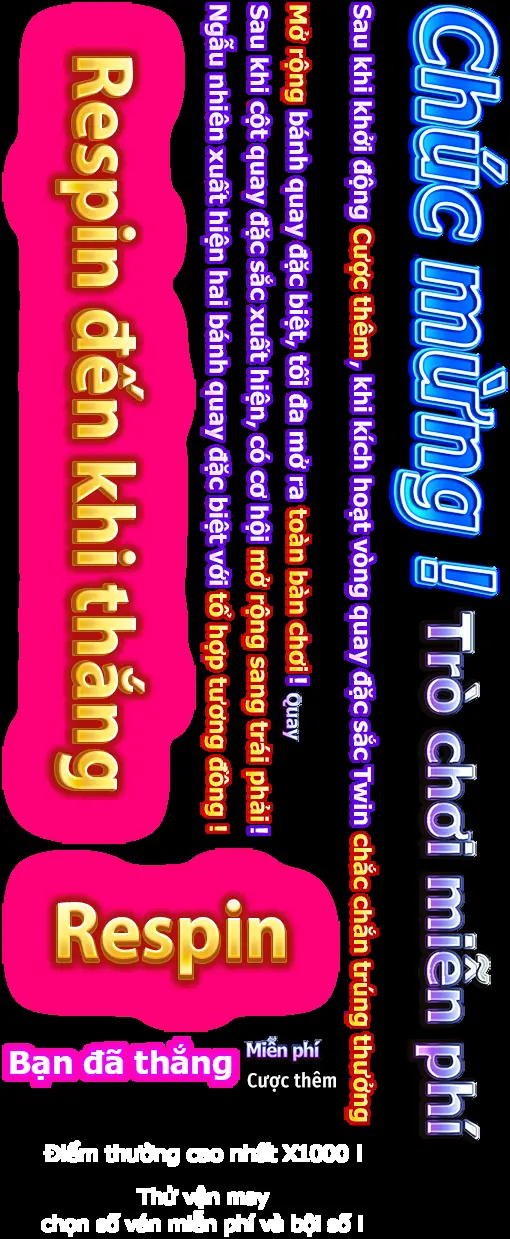 Chúc mừng !
Trò chơi miễn phí
Sau khi khởi động Cược thêm, khi kích hoạt vòng quay đặc sắc Twin chắc chắn trúng thưởng
Mở rộng bánh quay đặc biệt, tối đa mở ra toàn bàn chơi !
Quay
Sau khi cột quay đặc sắc xuất hiện, có cơ hội mở rộng sang trái phải !
Ngẫu nhiên xuất hiện hai bánh quay đặc biệt với tổ hợp tương đồng !
Respin đến khi thắng
Respin
Bạn đã thắng
Miễn phí
Cược thêm
Điểm thưởng cao nhất X1000 !
Thử vận may
chọn số ván miễn phí và bội số !